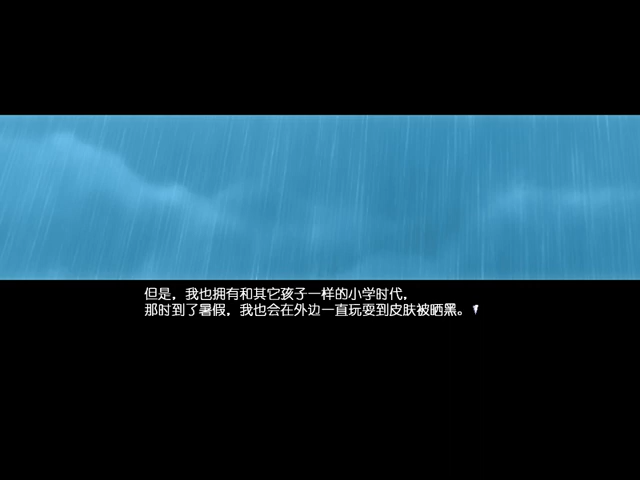 但是，我也拥有和其它孩子一样的小学时代，
那时到了暑假，我也会在外边一直玩耍到皮肤被晒黑。